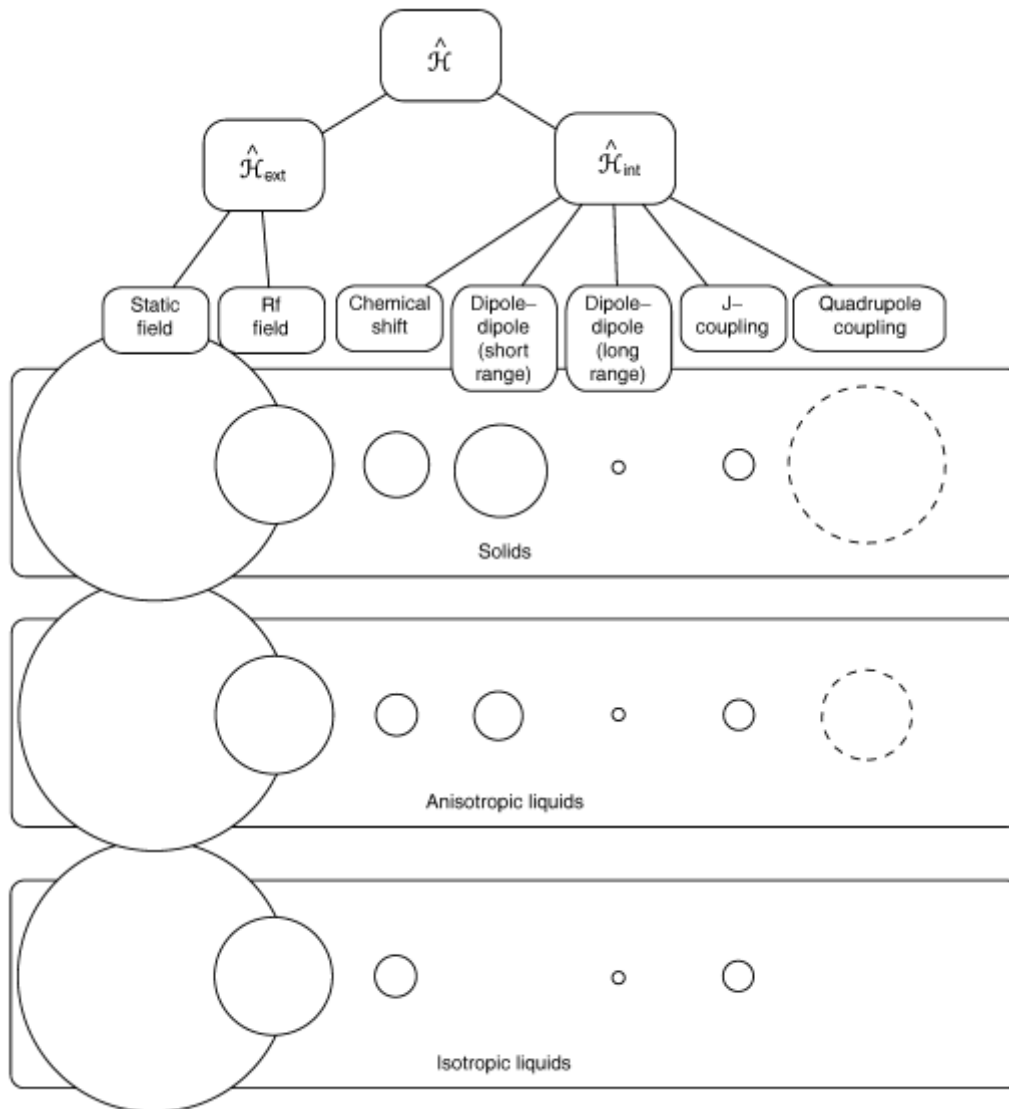 Ĥ
Ĥext
Ĥint
Static
field
Rf
field
Chemical
shift
Dipole–
dipole
(short
range)
Dipole–
dipole
(long
range)
J–
coupling
Quadrupole
coupling
Solids
Anisotropic liquids
Isotropic liquids